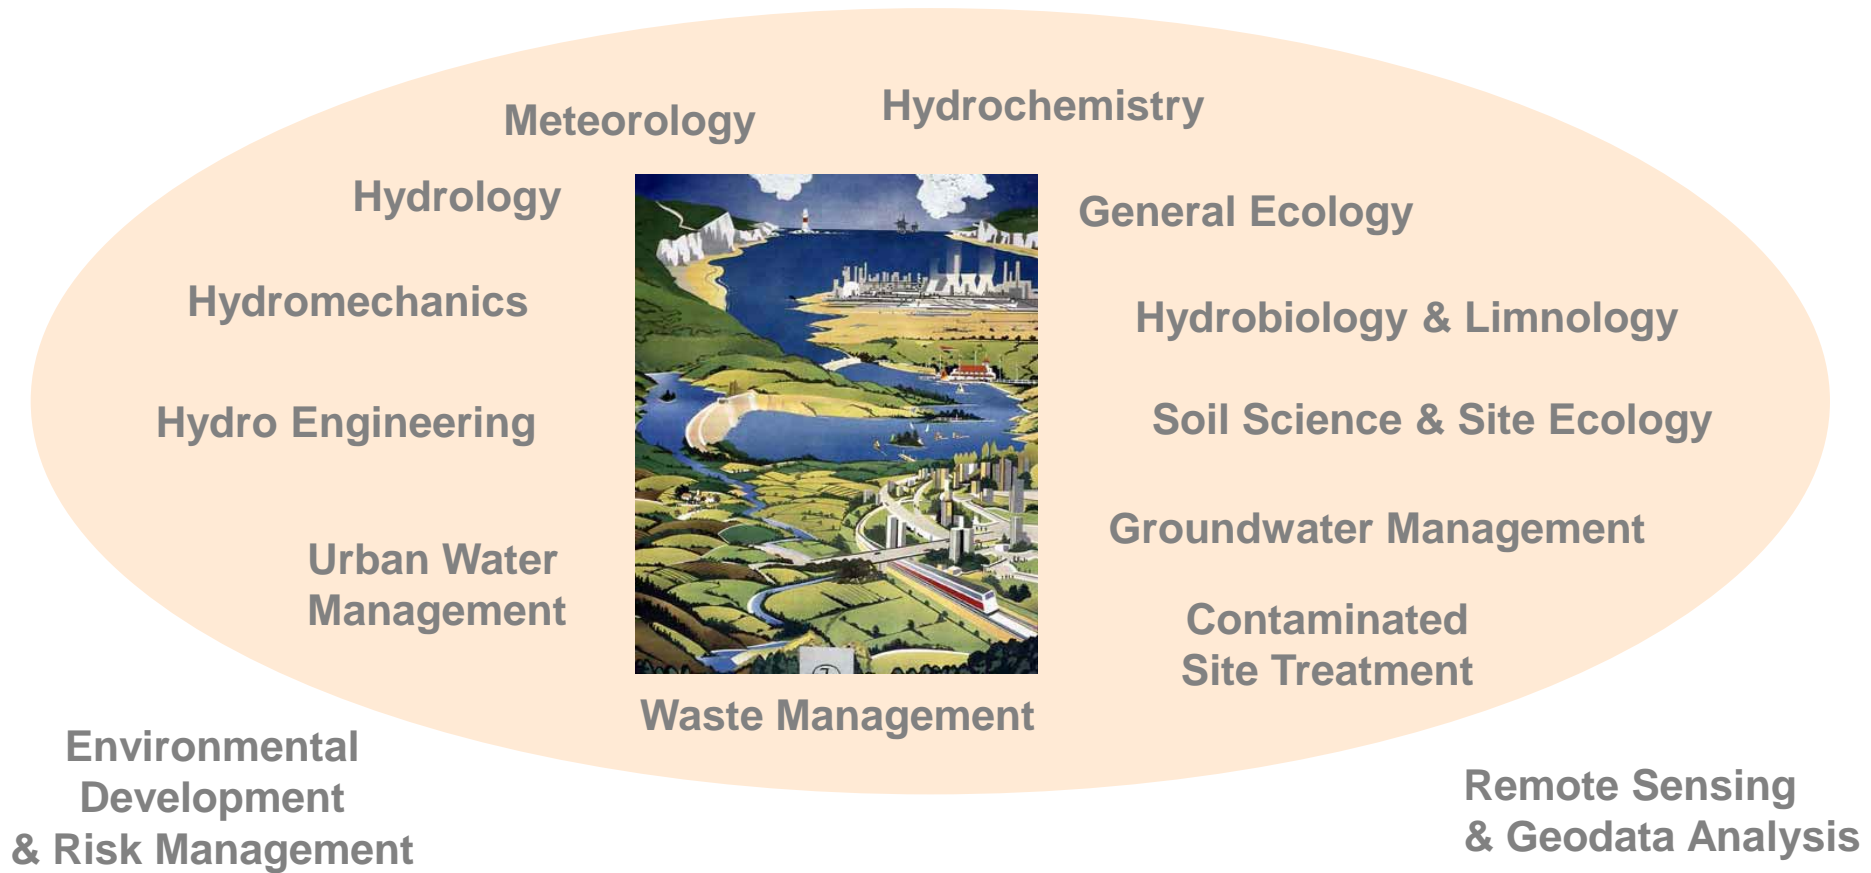 Meteorology
Hydrochemistry
Hydrology
General Ecology
Hydromechanics
Hydrobiology & Limnology
Hydro Engineering
Soil Science & Site Ecology
Urban Water
Management
Groundwater Management
Contaminated
Site Treatment
Waste Management
Environmental
Development
& Risk Management
Remote Sensing
& Geodata Analysis